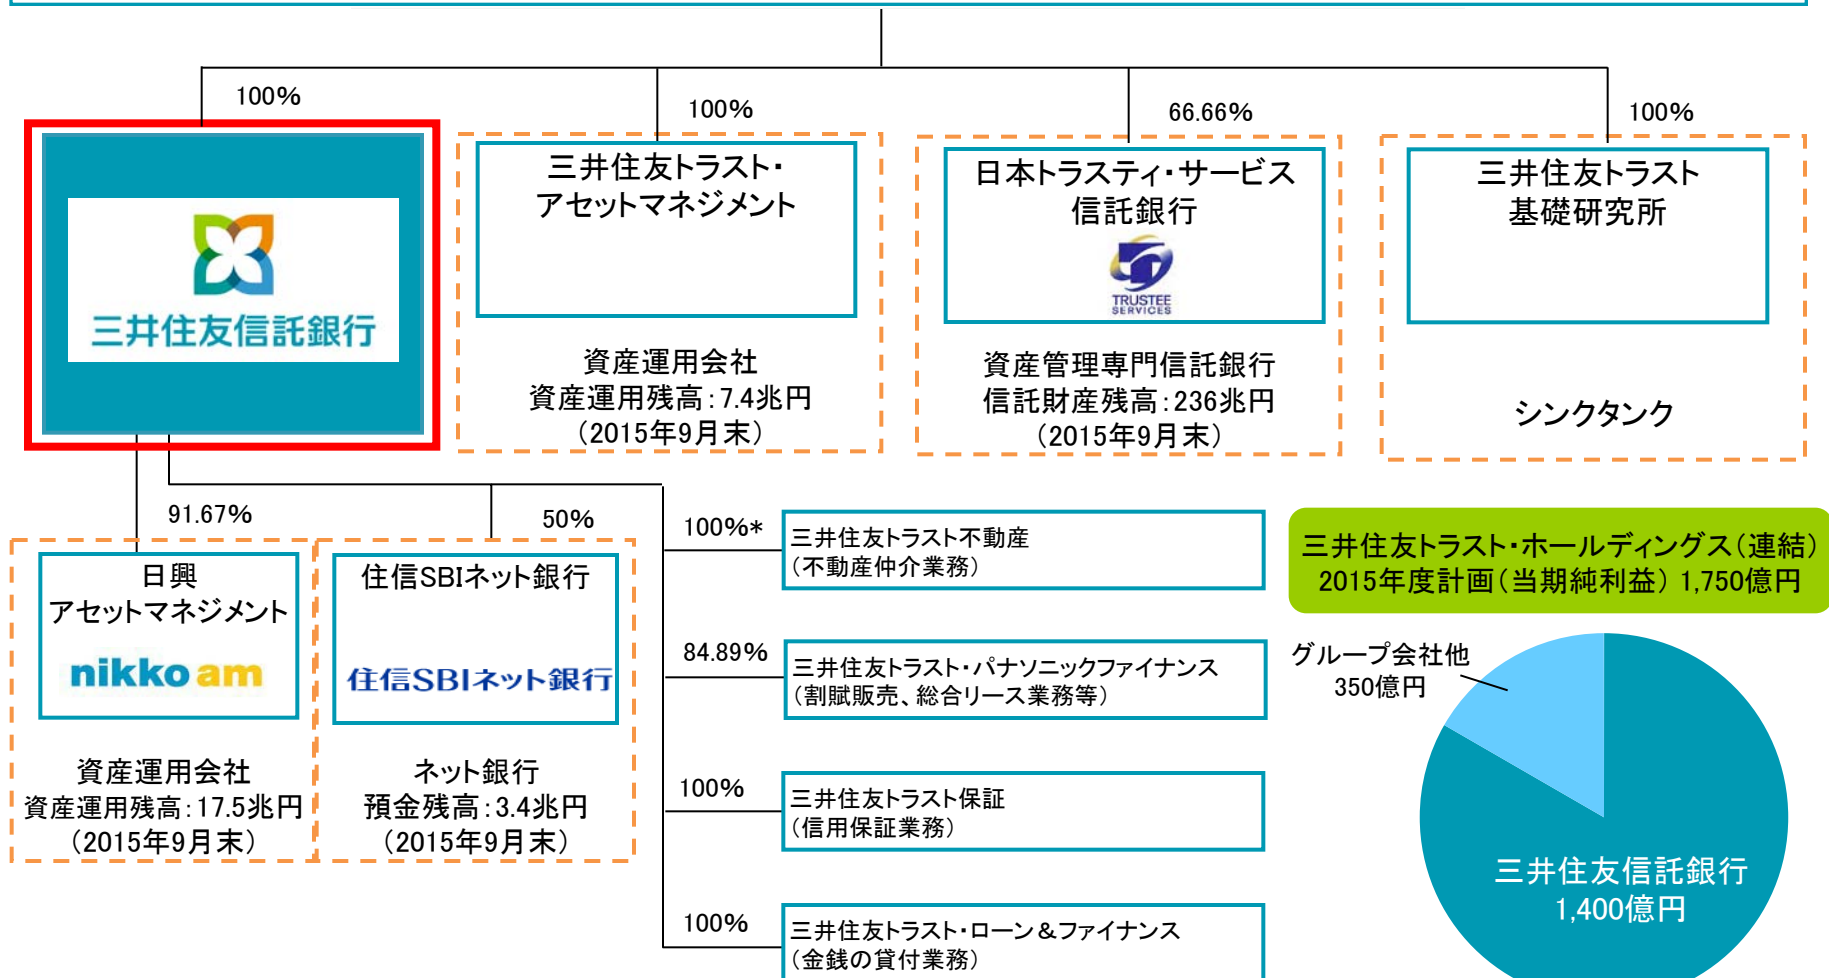 100%
100%
66.66%
100%
三井住友信託銀行
三井住友トラスト・
アセットマネジメント
資産運用会社
資産運用残高：7.4兆円
（2015年9月末）
日本トラスティ・サービス
信託銀行
TRUSTEE
SERVICES
資産管理専門信託銀行
信託財産残高：236兆円
（2015年9月末）
三井住友トラスト
基礎研究所
シンクタンク
91.67%
50%
日興
アセットマネジメント
nikko am
資産運用会社
資産運用残高：17.5兆円
（2015年9月末）
住信SBIネット銀行
住信SBIネット銀行
ネット銀行
預金残高：3.4兆円
（2015年9月末）
100%*
三井住友トラスト不動産
（不動産仲介業務）
84.89%
三井住友トラスト・パナソニックファイナンス
（割賦販売、総合リース業務等）
100%
三井住友トラスト保証
（信用保証業務）
100%
三井住友トラスト・ローン＆ファイナンス
（金銭の貸付業務）
三井住友トラスト・ホールディングス（連結）
2015年度計画（当期純利益） 1,750億円
グループ会社他
350億円
三井住友信託銀行
1,400億円